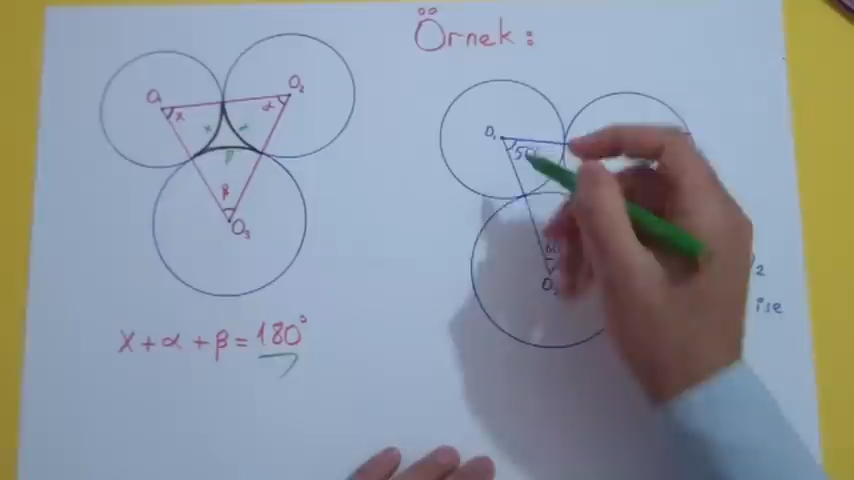 Örnek:
O₁
O₂
x
α
x
α
β
β
O₃
O₁
50
60
O₃
2
ise
x+α+β=180°